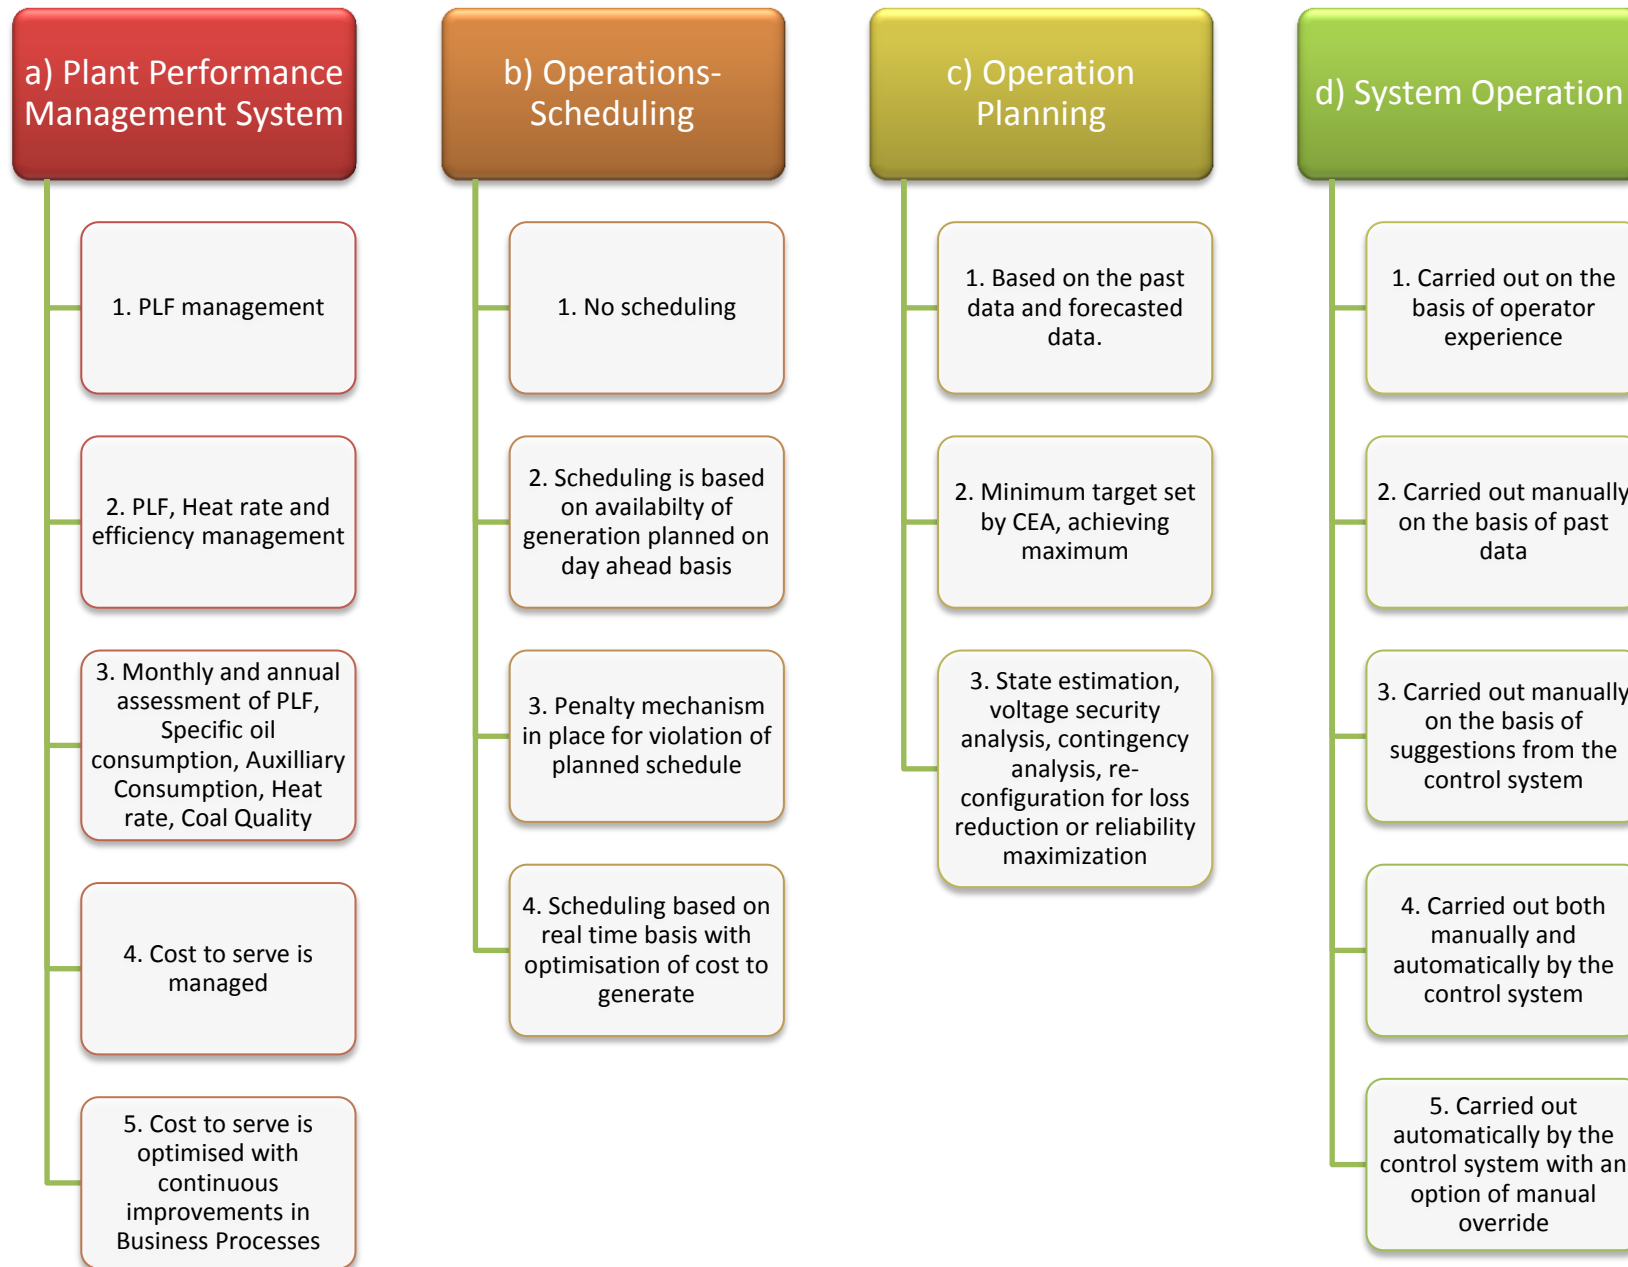 a) Plant Performance
Management System
1. PLF management
2. PLF, Heat rate and
efficiency management
3. Monthly and annual
assessment of PLF,
Specific oil
consumption, Auxilliary
Consumption, Heat
rate, Coal Quality
4. Cost to serve is
managed
5. Cost to serve is
optimised with
continuous
improvements in
Business Processes
b) Operations-
Scheduling
1. No scheduling
2. Scheduling is based
on availabilty of
generation planned on
day ahead basis
3. Penalty mechanism
in place for violation of
planned schedule
4. Scheduling based on
real time basis with
optimisation of cost to
generate
c) Operation
Planning
1. Based on the past
data and forecasted
data.
2. Minimum target set
by CEA, achieving
maximum
3. State estimation,
voltage security
analysis, contingency
analysis, re-
configuration for loss
reduction or reliability
maximization
d) System Operation
1. Carried out on the
basis of operator
experience
2. Carried out manually
on the basis of past
data
3. Carried out manually
on the basis of
suggestions from the
control system
4. Carried out both
manually and
automatically by the
control system
5. Carried out
automatically by the
control system with an
option of manual
override